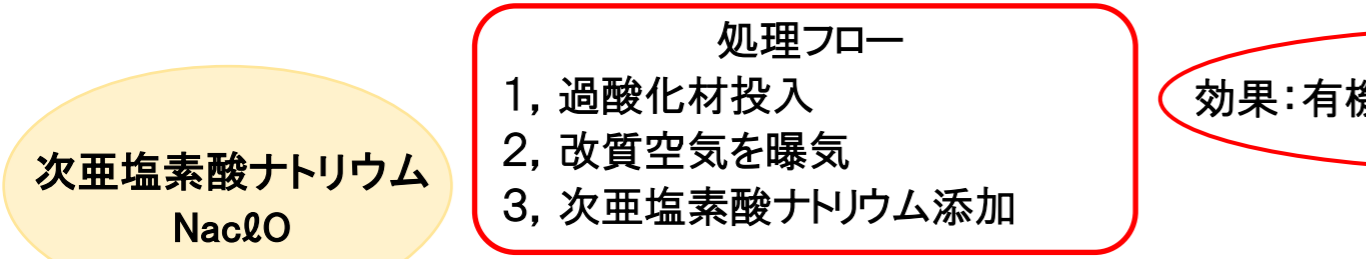 次亜塩素酸ナトリウム
NacℓO
処理フロー
1, 過酸化材投入
2, 改質空気を曝気
3, 次亜塩素酸ナトリウム添加
効果:有機